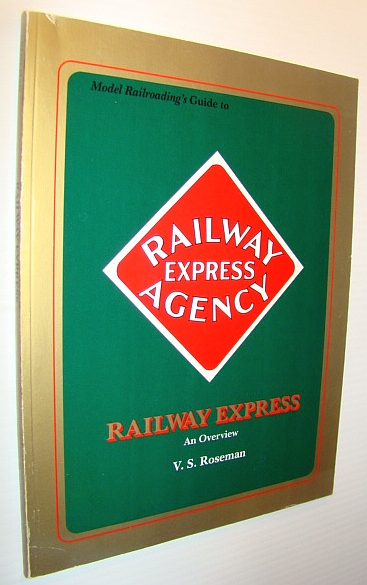 Model Railroading's Guide to
RAILWAY
EXPRESS
AGENCY
RAILWAY EXPRESS
An Overview
V. S. Roseman